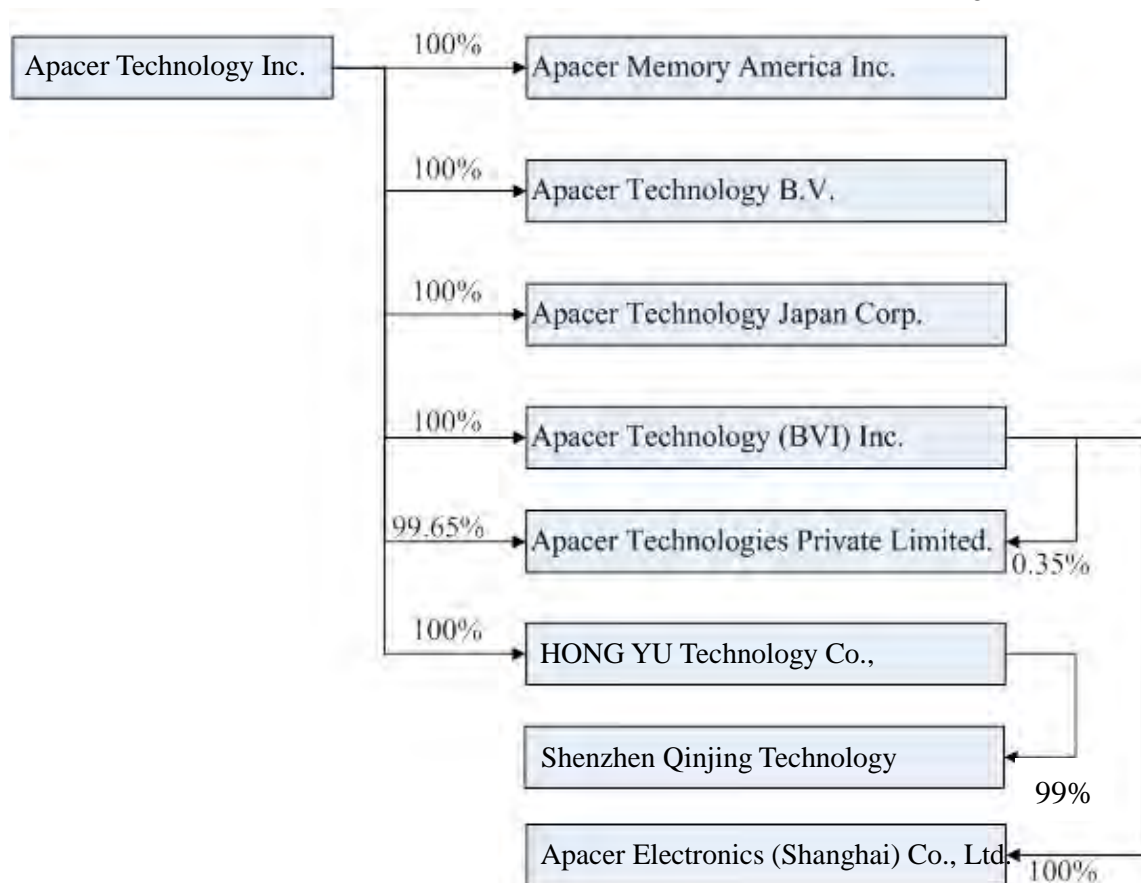 100%
Apacer Technology Inc.
Apacer Memory America Inc.
100%
Apacer Technology B.V.
100%
Apacer Technology Japan Corp.
100%
Apacer Technology (BVI) Inc.
99.65%
Apacer Technologies Private Limited.
0.35%
100%
HONG YU Technology Co.,
Shenzhen Qinjing Technology
99%
Apacer Electronics (Shanghai) Co., Ltd.
100%